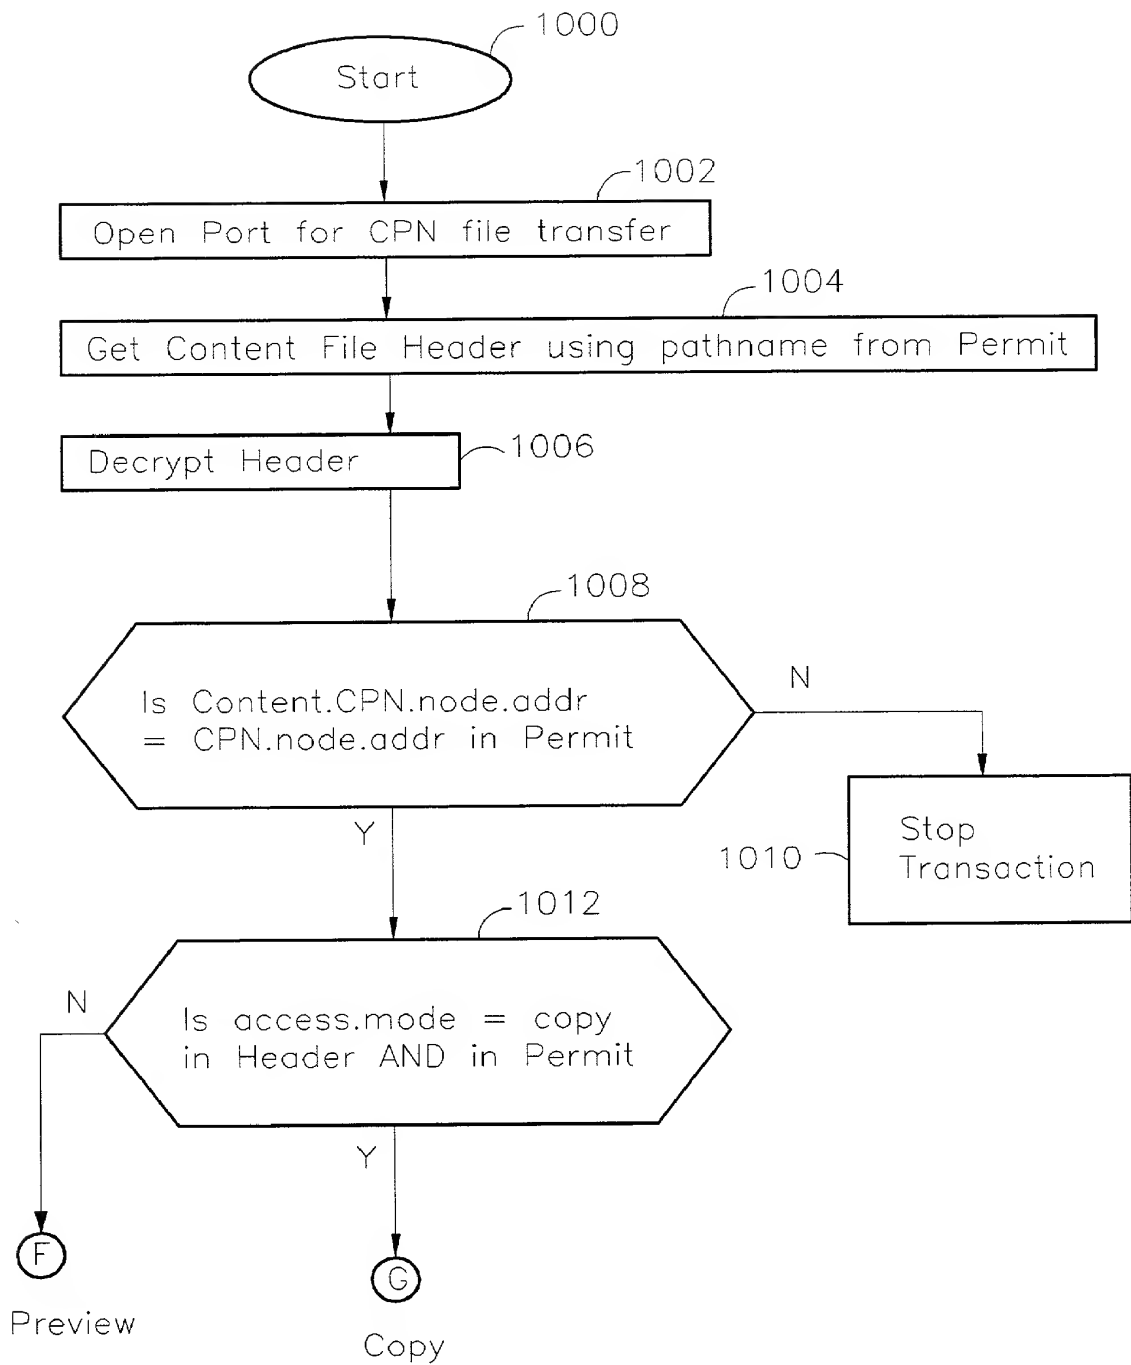 1000
Start
1002
Open Port for CPN file transfer
1004
Get Content File Header using pathname from Permit
1006
Decrypt Header
1008
Is Content.CPN.node.addr
= CPN.node.addr in Permit
N
Y
Stop
Transaction
1010
1012
Is access.mode = copy
in Header AND in Permit
N
Y
F
Preview
G
Copy